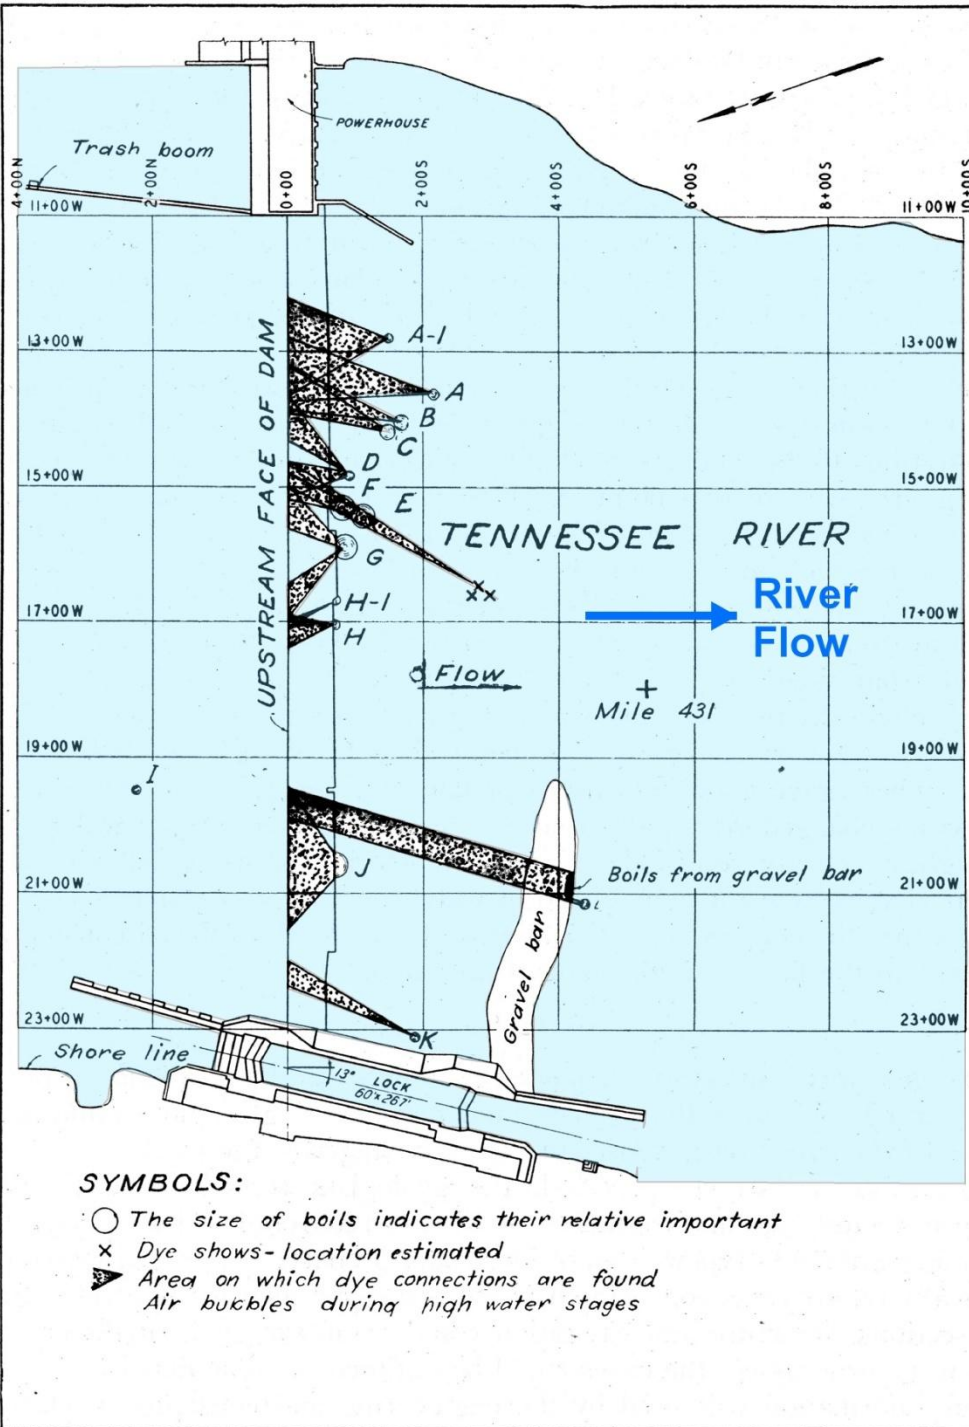 POWERHOUSE
N
Trash boom
4+00N
2+00N
0+00
2+00S
4+00S
6+00S
8+00S
10+00S
11+00W
11+00W
13+00W
13+00W
A-1
A
B
C
UPSTREAM FACE OF DAM
15+00W
15+00W
D
F
E
TENNESSEE RIVER
G
River
Flow
17+00W
17+00W
H-1
H
Flow
Mile 431
19+00W
19+00W
I
J
Boils from gravel bar
21+00W
21+00W
L
Gravel bar
23+00W
23+00W
K
Shore line
13°
LOCK
60'x267'
SYMBOLS:
The size of boils indicates their relative important
x Dye shows-location estimated
Area on which dye connections are found
Air bubbles during high water stages